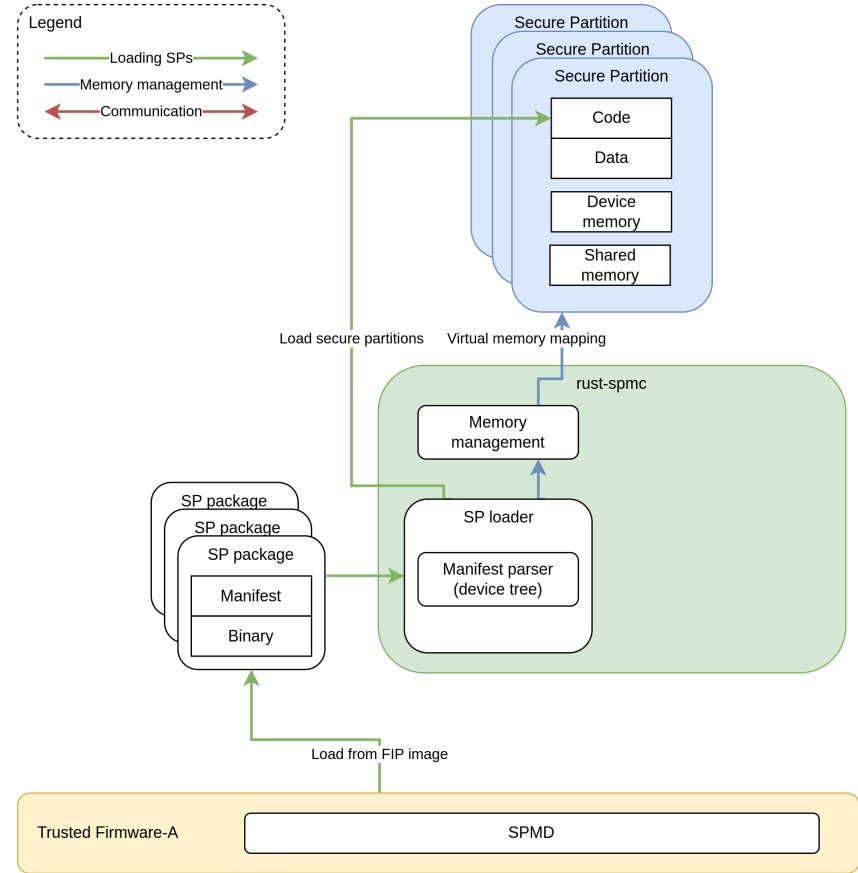 Legend
Loading SPs
Memory management
Communication
Secure Partition
Secure Partition
Secure Partition
Code
Data
Device
memory
Shared
memory
Load secure partitions
Virtual memory mapping
rust-spmc
Memory
management
SP loader
Manifest parser
(device tree)
SP package
SP package
SP package
Manifest
Binary
Load from FIP image
Trusted Firmware-A
SPMD